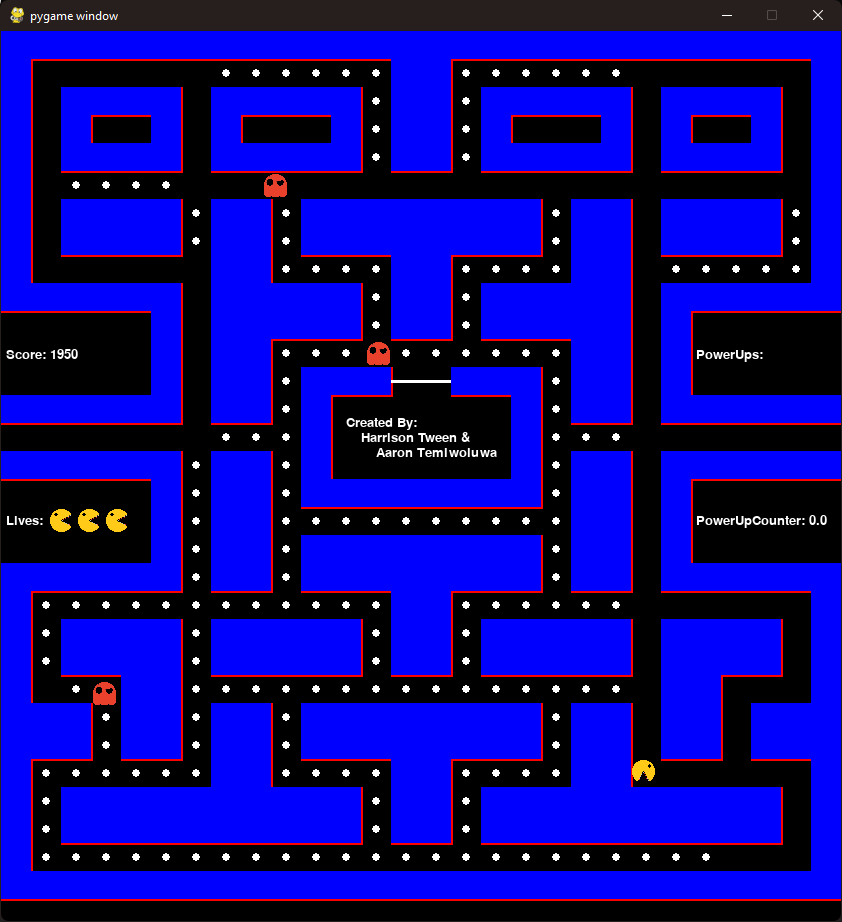 pygame window
Score: 1950
PowerUps:
Created By:
Harrison Tween &
Aaron Temiwoluwa
Lives:
PowerUpCounter: 0.0